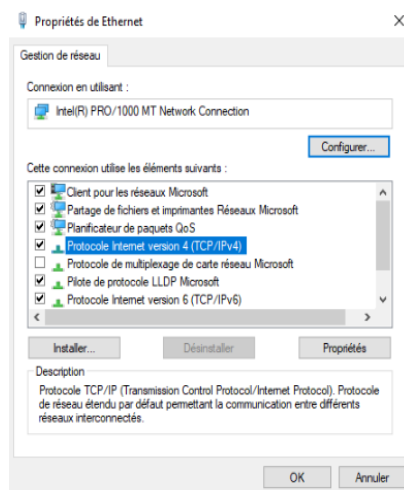 Propriétés de Ethernet
Gestion de réseau
Connexion en utilisant :
Intel(R) PRO/1000 MT Network Connection
Configurer...
Cette connexion utilise les éléments suivants :
Client pour les réseaux Microsoft
Partage de fichiers et imprimantes Réseaux Microsoft
Planificateur de paquets QoS
Protocole Internet version 4 (TCP/IPv4)
Protocole de multiplexage de carte réseau Microsoft
Pilote de protocole LLDP Microsoft
Protocole Internet version 6 (TCP/IPv6)
Installer... Désinstaller Propriétés
Description
Protocole TCP/IP (Transmission Control Protocol/Internet Protocol). Protocole
de réseau étendu par défaut permettant la communication entre différents
réseaux interconnectés.
OK Annuler